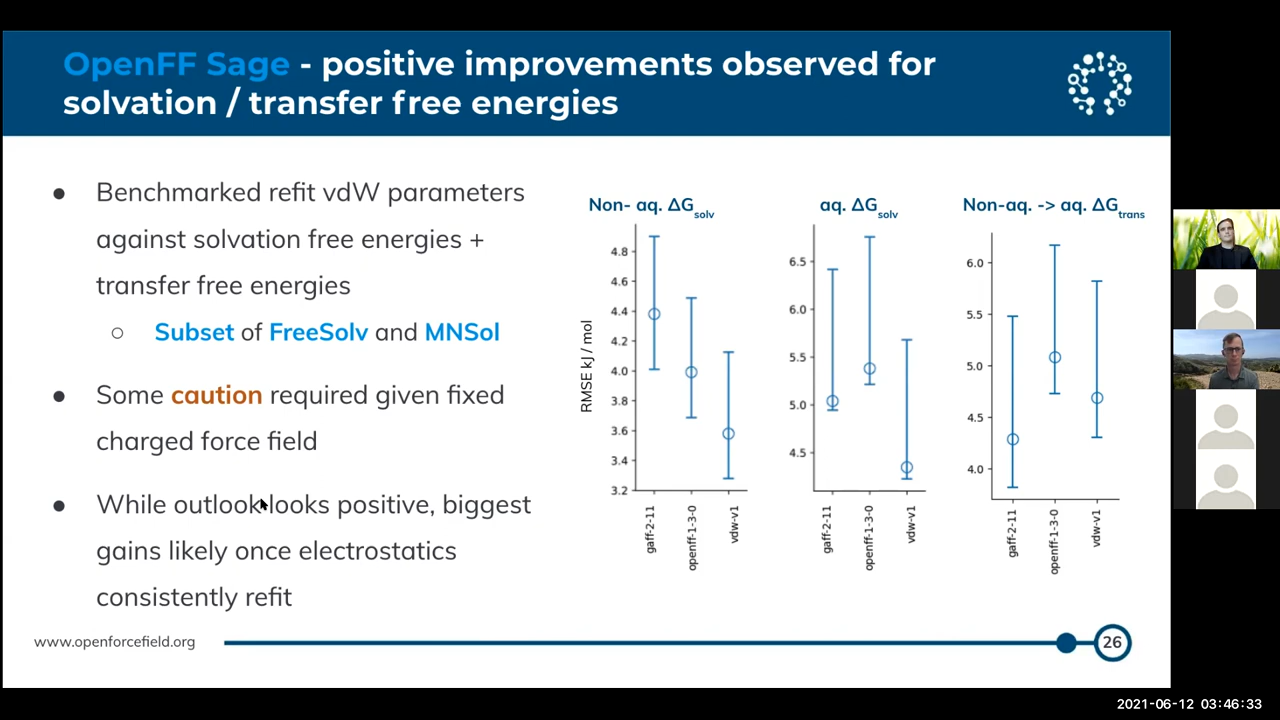 OpenFF Sage - positive improvements observed for
solvation / transfer free energies
● Benchmarked refit vdW parameters
against solvation free energies +
transfer free energies
○ Subset of FreeSolv and MNSol
● Some caution required given fixed
charged force field
● While outlook looks positive, biggest
gains likely once electrostatics
consistently refit
Non- aq. ΔGsolv
RMSE kJ / mol
4.8
4.6
4.4
4.2
4.0
3.8
3.6
3.4
3.2
gaff-2-11
openff-1-3-0
vdw-v1
aq. ΔGsolv
6.5
6.0
5.5
5.0
4.5
gaff-2-11
openff-1-3-0
vdw-v1
Non-aq. -> aq. ΔGtrans
6.0
5.5
5.0
4.5
4.0
gaff-2-11
openff-1-3-0
vdw-v1
www.openforcefield.org
26
2021-06-12 03:46:33